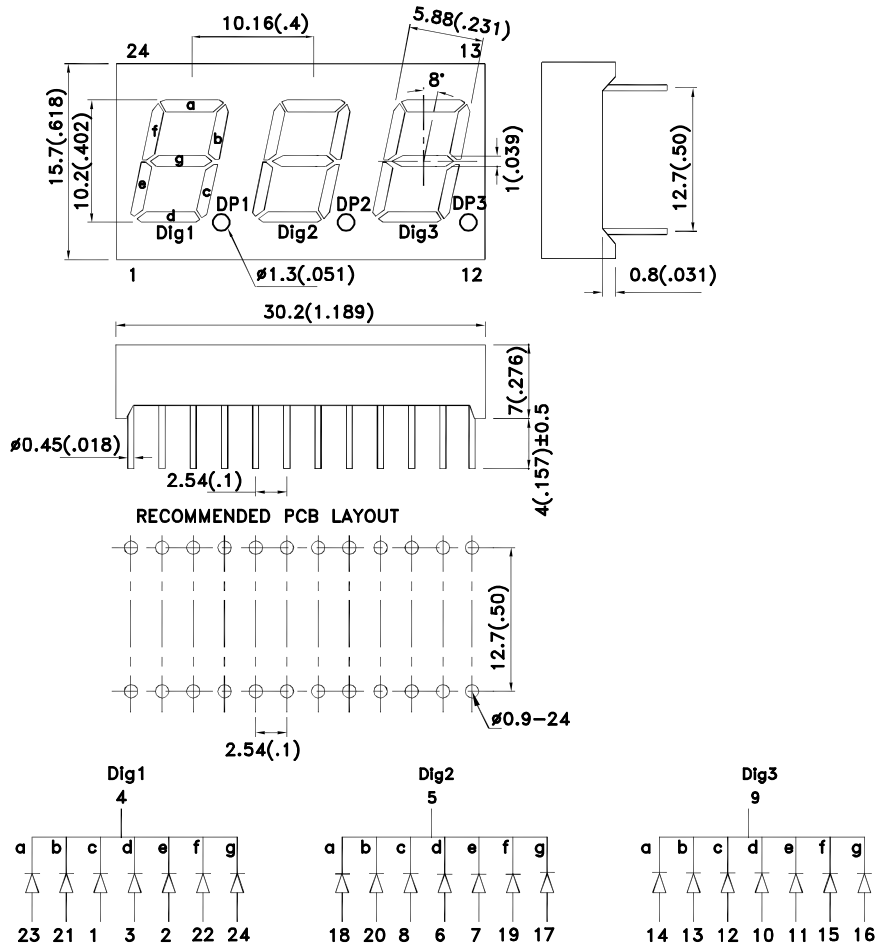 24
10.16(.4)
5.88(.231)
13
8°
15.7(.618)
10.2(.402)
a
f
b
g
e
c
d
DP1
DP2
DP3
Dig1
Dig2
Dig3
1(.039)
12.7(.50)
1
ø1.3(.051)
12
0.8(.031)
30.2(1.189)
7(.276)
ø0.45(.018)
2.54(.1)
4(.157)±0.5
RECOMMENDED PCB LAYOUT
12.7(.50)
ø0.9-24
2.54(.1)
Dig1
4
a b c d e f g
23 21 1 3 2 22 24
Dig2
5
a b c d e f g
18 20 8 6 7 19 17
Dig3
9
a b c d e f g
14 13 12 10 11 15 16